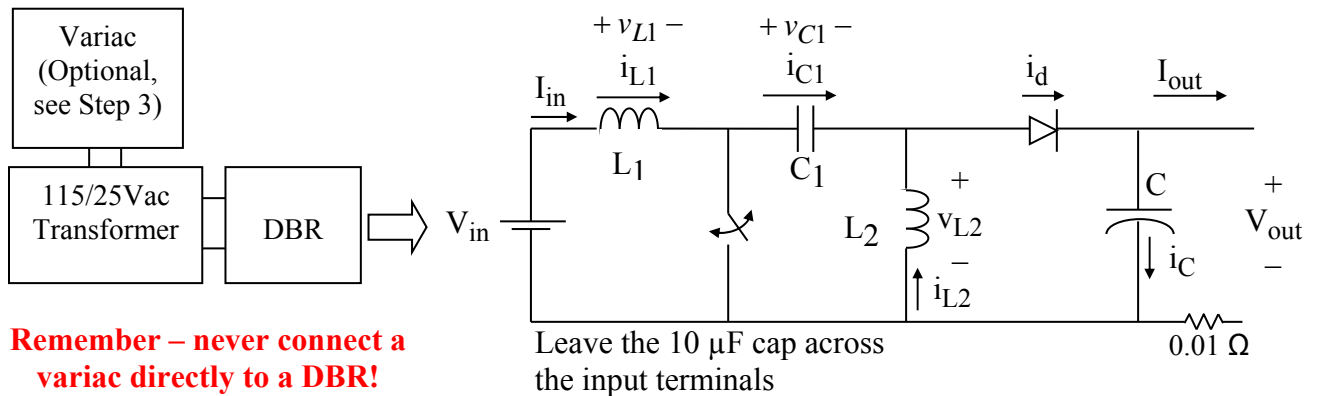 Variac
(Optional,
see Step 3)
115/25Vac
Transformer
DBR
Remember – never connect a
variac directly to a DBR!
+ vL1 –
iL1
Iin
L1
+ vC1 –
iC1
C1
id
Iout
Vin
L2
+
vL2
–
iL2
C
iC
+
Vout
–
0.01 Ω
Leave the 10 µF cap across
the input terminals